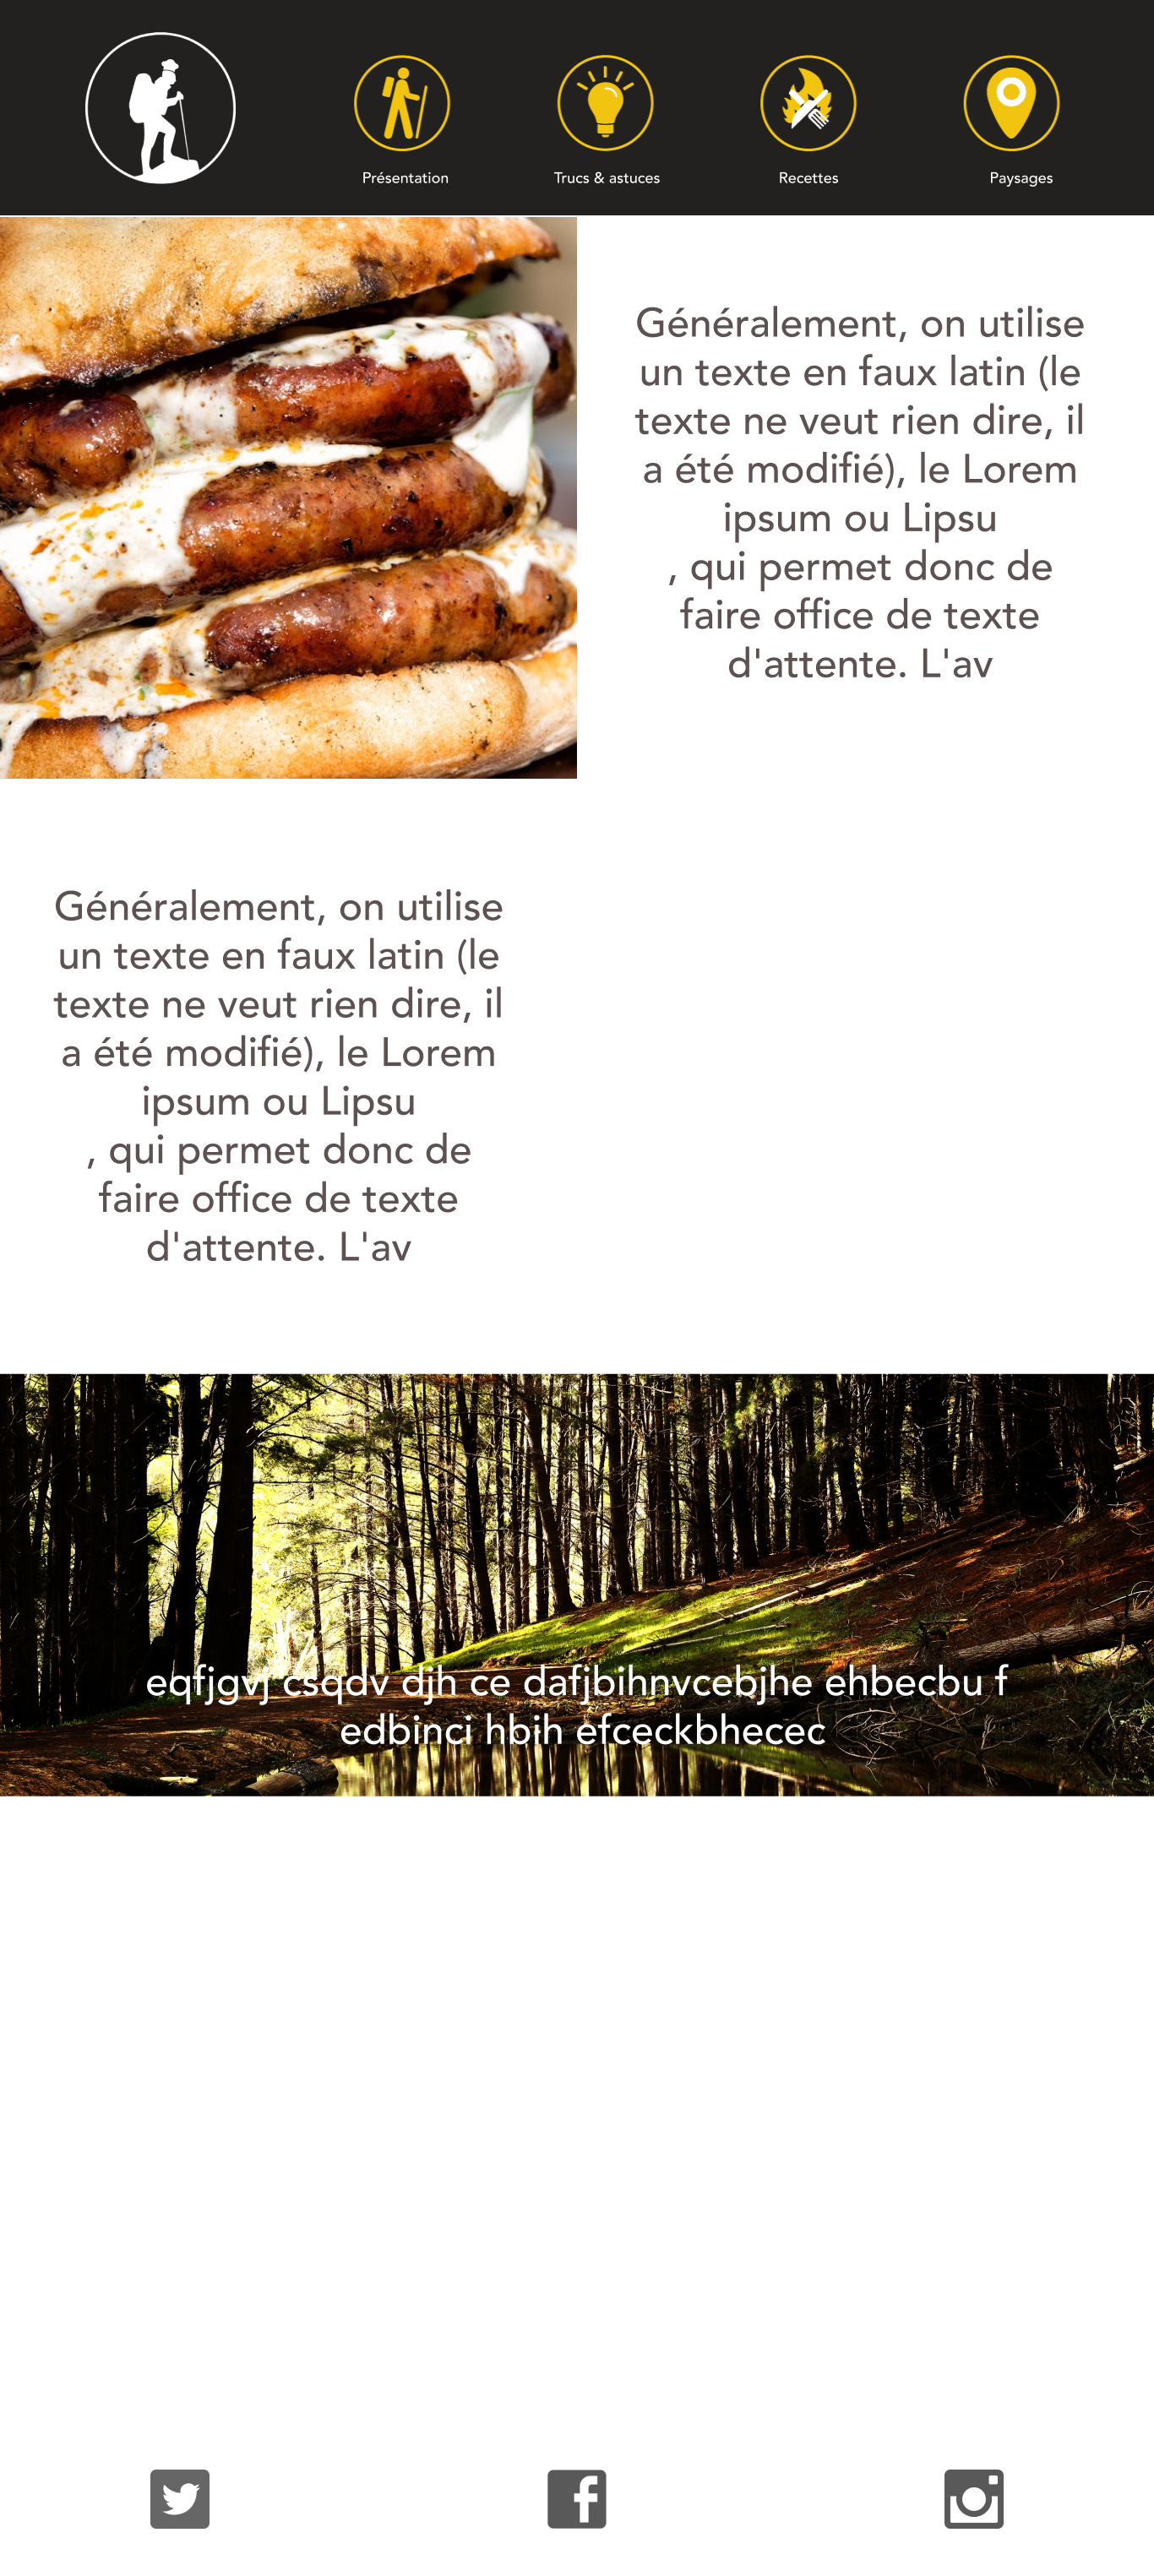 Présentation
Trucs & astuces
Recettes
Paysages
Généralement, on utilise
un texte en faux latin (le
texte ne veut rien dire, il
a été modifié), le Lorem
ipsum ou Lipsu
, qui permet donc de
faire office de texte
d'attente. L'av
Généralement, on utilise
un texte en faux latin (le
texte ne veut rien dire, il
a été modifié), le Lorem
ipsum ou Lipsu
, qui permet donc de
faire office de texte
d'attente. L'av
eqfjgvj csqdv djh ce dafjbihnvcebjhe ehbecbu f
edbinci hbih efceckbhecec